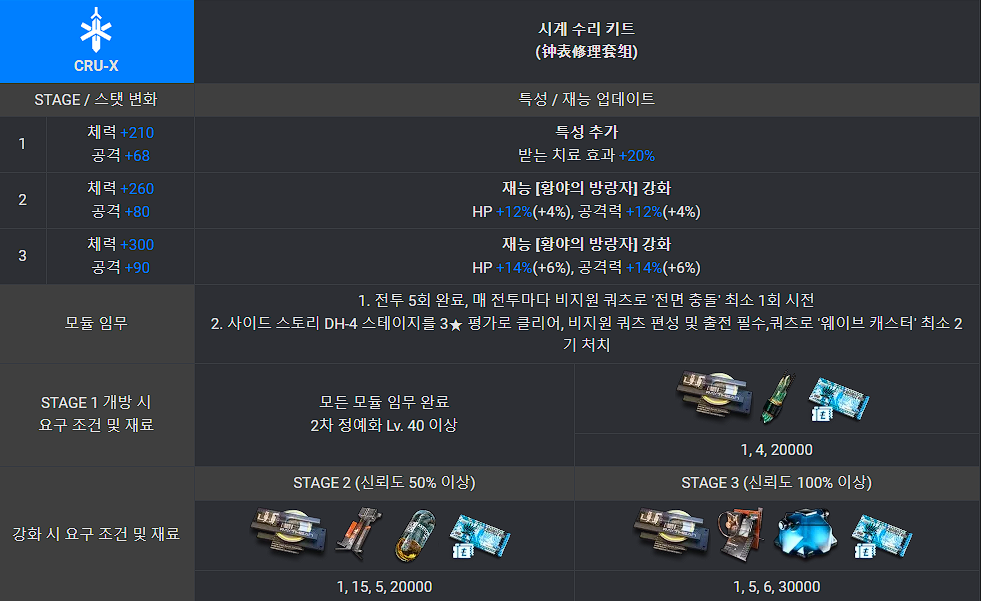 CRU-X
시계 수리 키트
(钟表修理套组)
STAGE / 스탯 변화
특성 / 재능 업데이트
1
체력 +210
공격 +68
특성 추가
받는 치료 효과 +20%
2
체력 +260
공격 +80
재능 [황야의 방랑자] 강화
HP +12%(+4%), 공격력 +12%(+4%)
3
체력 +300
공격 +90
재능 [황야의 방랑자] 강화
HP +14%(+6%), 공격력 +14%(+6%)
모듈 임무
1. 전투 5회 완료, 매 전투마다 비지원 쿼츠로 '전면 충돌' 최소 1회 시전
2. 사이드 스토리 DH-4 스테이지를 3★ 평가로 클리어, 비지원 쿼츠 편성 및 출전 필수,쿼츠로 '웨이브 캐스터' 최소 2
기 처치
STAGE 1 개방 시
요구 조건 및 재료
모든 모듈 임무 완료
2차 정예화 Lv. 40 이상
1, 4, 20000
강화 시 요구 조건 및 재료
STAGE 2 (신뢰도 50% 이상)
1, 15, 5, 20000
STAGE 3 (신뢰도 100% 이상)
1, 5, 6, 30000